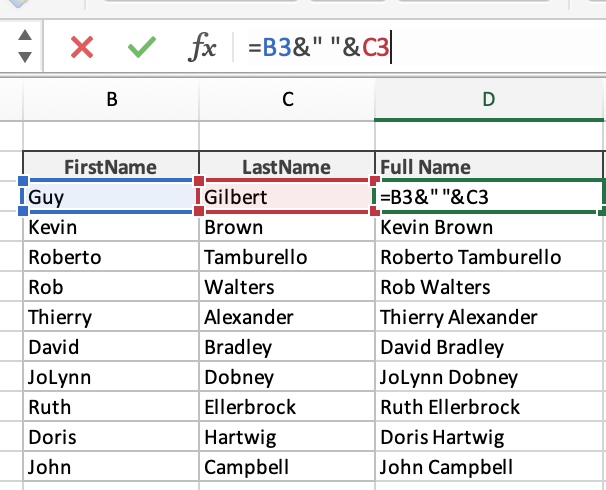 fx =B3&" "&C3
B C D
FirstName LastName Full Name
Guy Gilbert =B3&" "&C3
Kevin Brown Kevin Brown
Roberto Tamburello Roberto Tamburello
Rob Walters Rob Walters
Thierry Alexander Thierry Alexander
David Bradley David Bradley
JoLynn Dobney JoLynn Dobney
Ruth Ellerbrock Ruth Ellerbrock
Doris Hartwig Doris Hartwig
John Campbell John Campbell